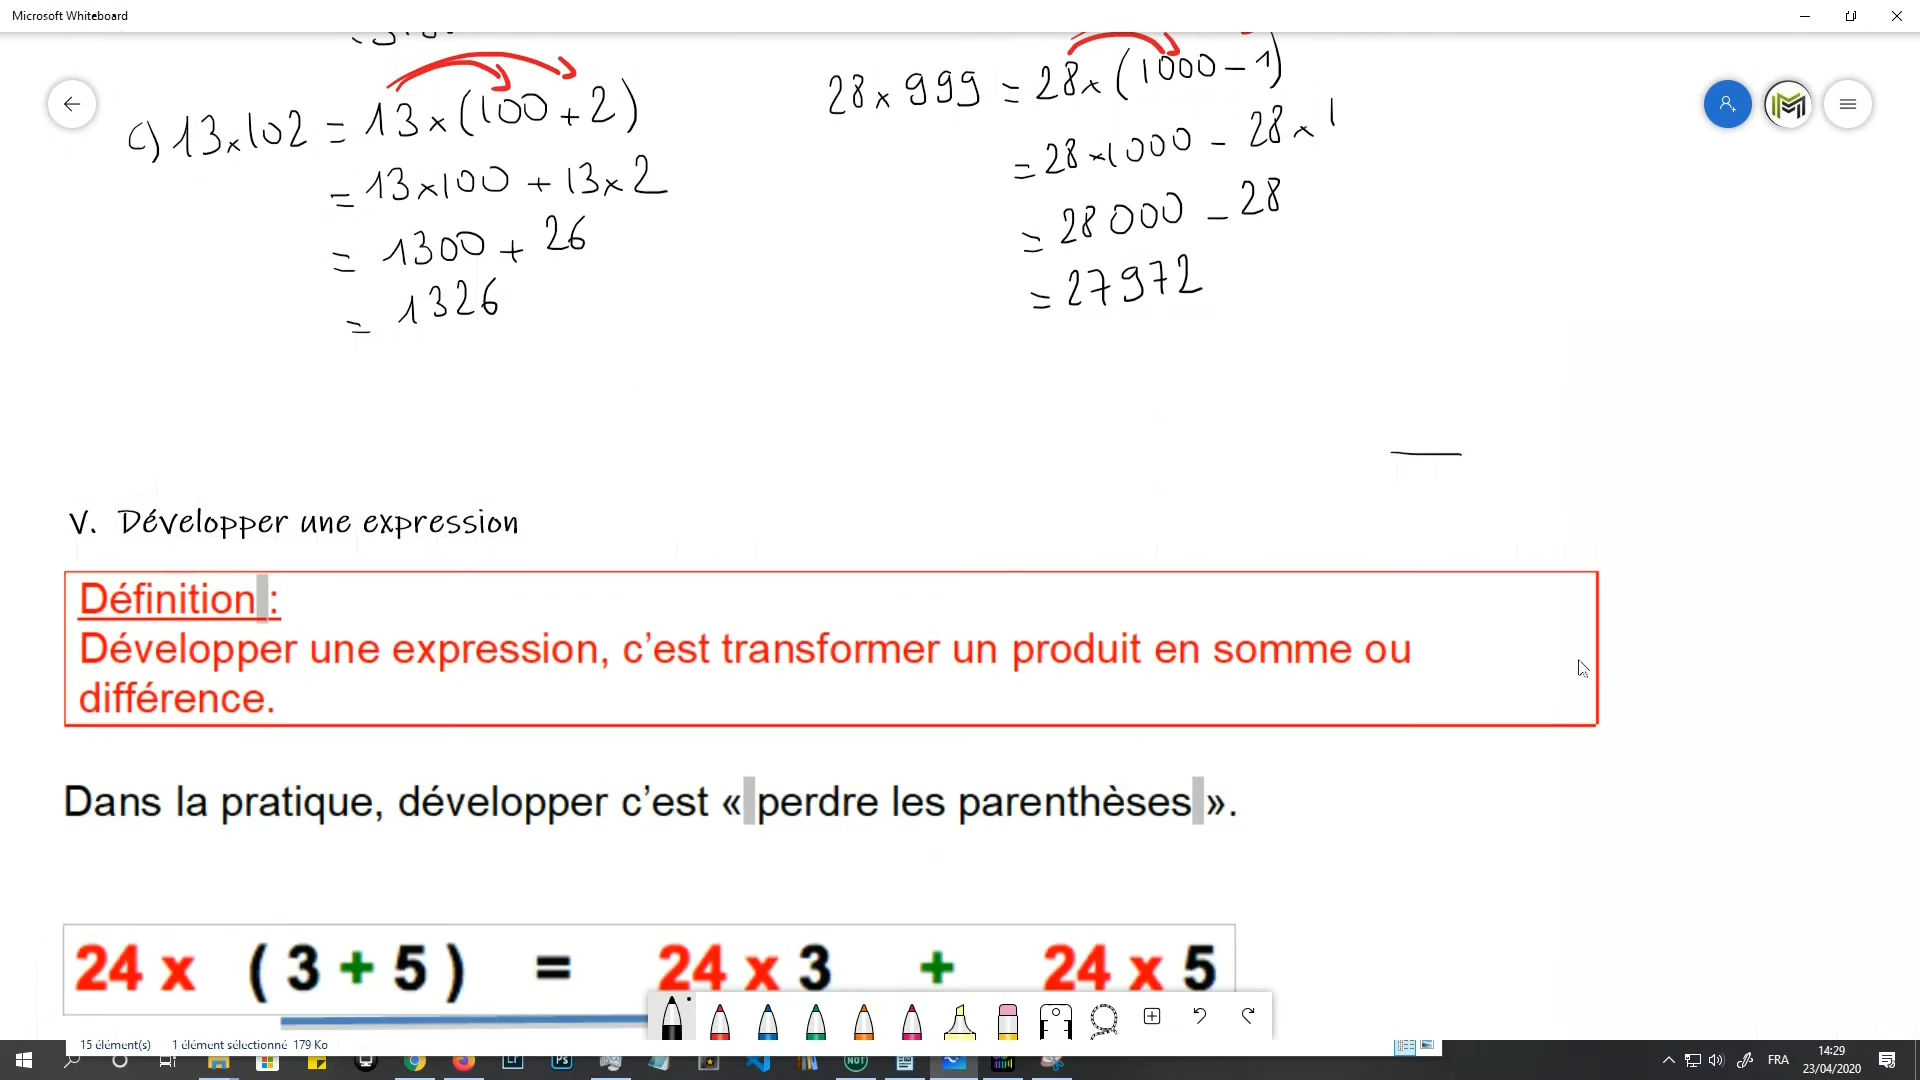 Microsoft Whiteboard
c) 13 x 102 = 13 x (100 + 2)
= 13 x 100 + 13 x 2
= 1300 + 26
= 1326
28 x 999 = 28 x (1000 - 1)
= 28 x 1000 - 28 x 1
= 28 000 - 28
= 27972
V. Développer une expression
Définition :
Développer une expression, c'est transformer un produit en somme ou
différence.
Dans la pratique, développer c'est « perdre les parenthèses ».
24 x ( 3 + 5 ) = 24 x 3 + 24 x 5
15 élément(s) 1 élément sélectionné 179 Ko
FRA
14:29
23/04/2020